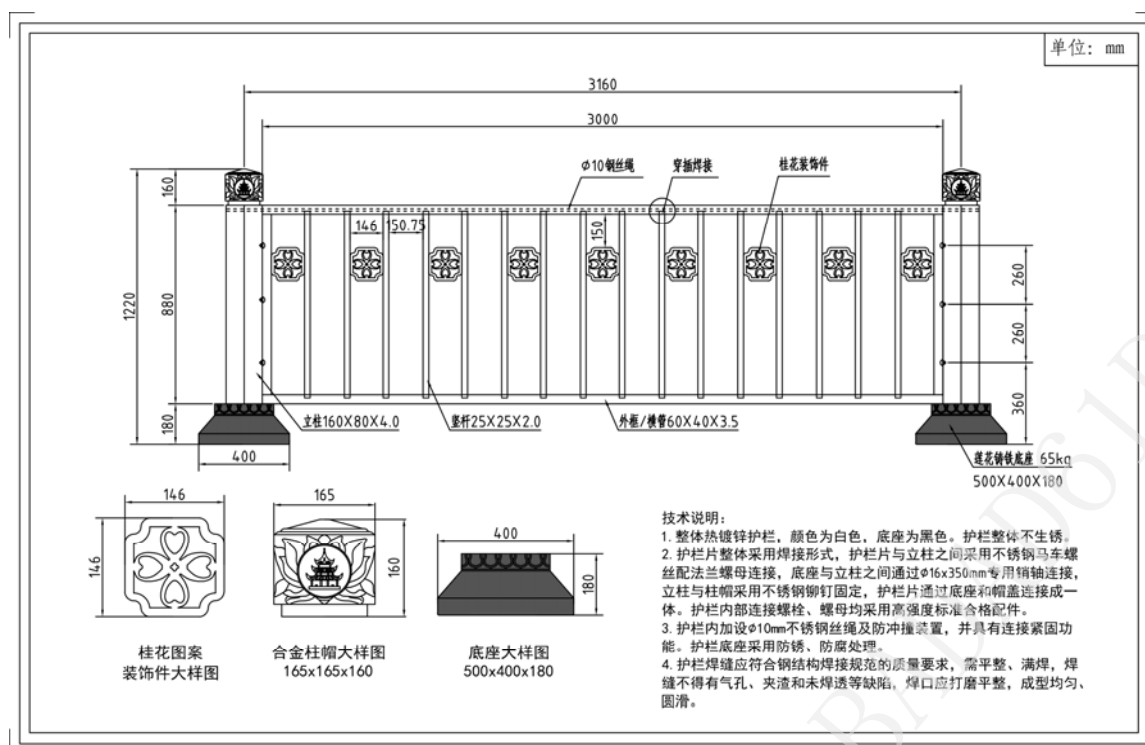 单位: mm
3160
3000
φ10钢丝绳
穿插焊接
桂花装饰件
160
880
1220
180
146
150.75
150
260
260
360
立柱160X80X4.0
竖杆25X25X2.0
外框/横管60X40X3.5
400
莲花铸铁底座 65kg
500X400X180
146
146
桂花图案
装饰件大样图
165
160
合金柱帽大样图
165x165x160
400
180
底座大样图
500x400x180
技术说明:
1. 整体热镀锌护栏, 颜色为白色, 底座为黑色。护栏整体不生锈。
2. 护栏片整体采用焊接形式, 护栏片与立柱之间采用不锈钢马车螺
丝配法兰螺母连接, 底座与立柱之间通过φ16x350mm专用销轴连接,
立柱与柱帽采用不锈钢铆钉固定, 护栏片通过底座和帽盖连接成一
体。护栏内部连接螺栓、螺母均采用高强度标准合格配件。
3. 护栏内加设φ10mm不锈钢丝绳及防冲撞装置, 并具有连接紧固功
能。护栏底座采用防锈、防腐处理。
4. 护栏焊缝应符合钢结构焊接规范的质量要求, 需平整、满焊, 焊
缝不得有气孔、夹渣和未焊透等缺陷, 焊口应打磨平整, 成型均匀、
圆滑。